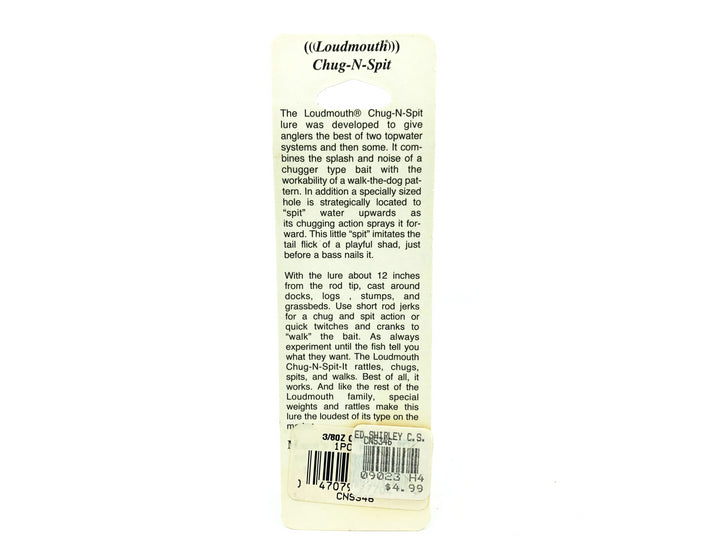 (((Loudmouth®)))
Chug-N-Spit
The Loudmouth® Chug-N-Spit
lure was developed to give
anglers the best of two topwater
systems and then some. It com-
bines the splash and noise of a
chugger type bait with the
workability of a walk-the-dog pat-
tern. In addition a specially sized
hole is strategically located to
“spit” water upwards as
its chugging action sprays it for-
ward. This little “spit” imitates the
tail flick of a playful shad, just
before a bass nails it.
With the lure about 12 inches
from the rod tip, cast around
docks, logs , stumps, and
grassbeds. Use short rod jerks
for a chug and spit action or
quick twitches and cranks to
“walk” the bait. As always
experiment until the fish tell you
what they want. The Loudmouth
Chug-N-Spit-It rattles, chugs,
spits, and walks. Best of all, it
works. And like the rest of the
Loudmouth family, special
weights and rattles make this
lure the loudest of its type on the
3/8OZ
ED SHIRLEY C.S.
CNS346
1PC
09023 H4
$4.99
) 4707
CNS346